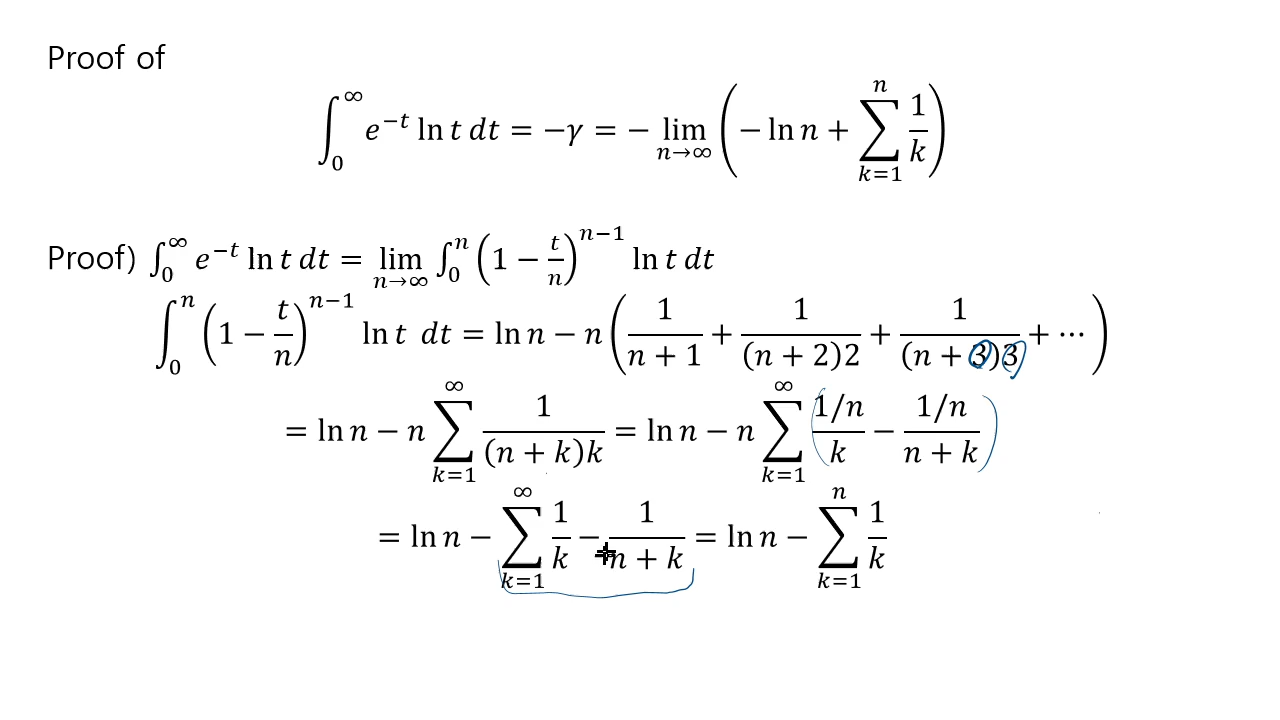 Proof of
∫₀^∞ e^{−t} ln t dt = −γ = − lim_{n→∞} (− ln n + ∑_{k=1}^{n} 1/k)
Proof) ∫₀^∞ e^{−t} ln t dt = lim_{n→∞} ∫₀^n (1 − t/n)^{n−1} ln t dt
∫₀^n (1 − t/n)^{n−1} ln t dt = ln n − n (1/(n + 1) + 1/((n + 2)2) + 1/((n + 3)3) + ⋯)
= ln n − n ∑_{k=1}^{∞} 1/((n + k)k) = ln n − n ∑_{k=1}^{∞} (1/n)/k − (1/n)/(n + k)
= ln n − ∑_{k=1}^{∞} 1/k − 1/(n + k) = ln n − ∑_{k=1}^{n} 1/k